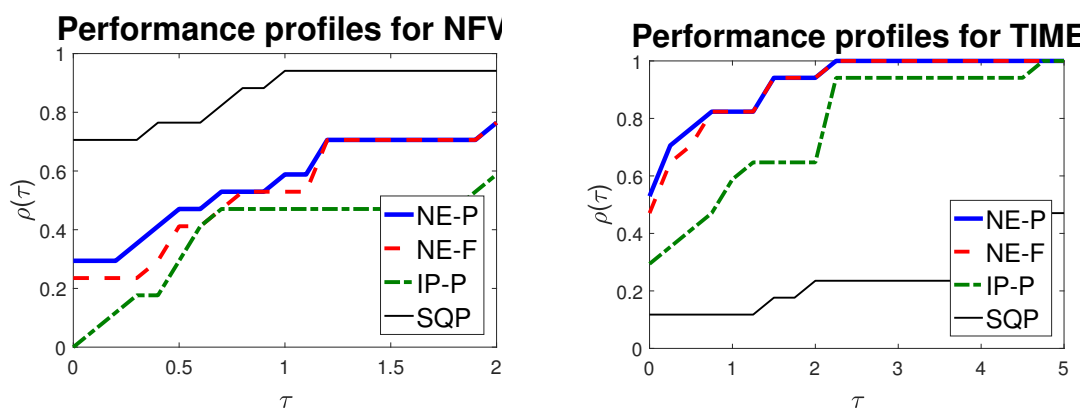 Performance profiles for NFV
1
0.8
0.6
0.4
0.2
0
ρ(τ)
0 0.5 1 1.5 2
τ
NE-P
NE-F
IP-P
SQP
Performance profiles for TIME
1
0.8
0.6
0.4
0.2
0
ρ(τ)
0 1 2 3 4 5
τ
NE-P
NE-F
IP-P
SQP